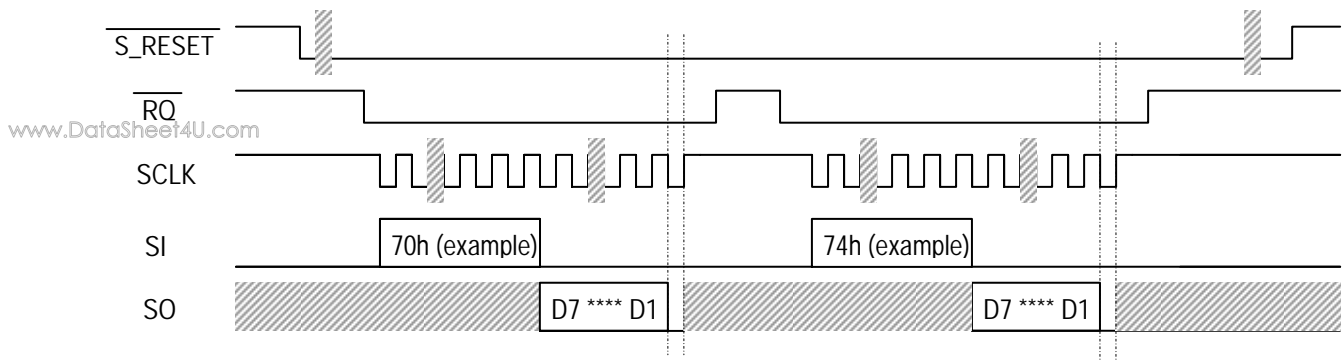 S_RESET
RQ
www.DataSheet4U.com
SCLK
SI
70h (example)
74h (example)
SO
D7 **** D1
D7 **** D1